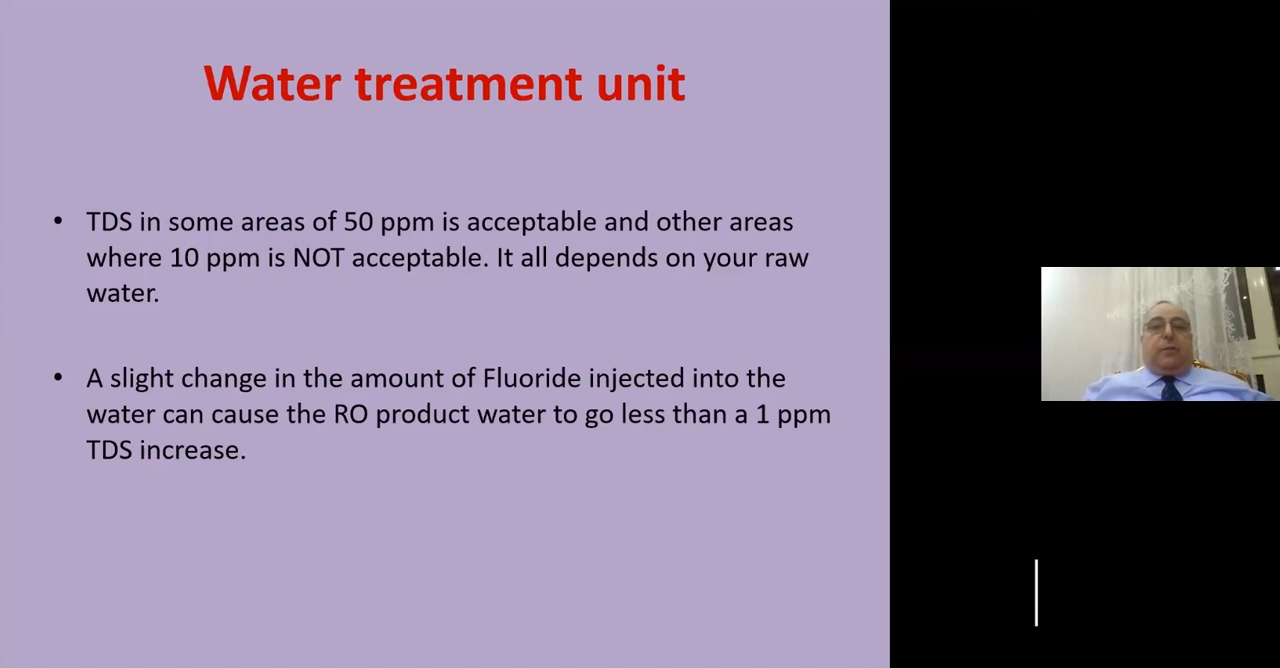 Water treatment unit
• TDS in some areas of 50 ppm is acceptable and other areas
where 10 ppm is NOT acceptable. It all depends on your raw
water.
• A slight change in the amount of Fluoride injected into the
water can cause the RO product water to go less than a 1 ppm
TDS increase.